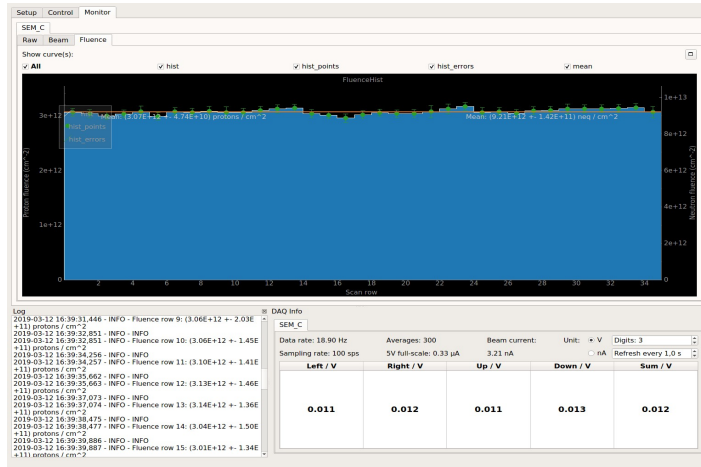 Setup Control Monitor
SEM_C
Raw Beam Fluence
Show curve(s):
All hist hist_points hist_errors mean
FluenceHist
1e+13
3e+12
Mean: (3.07E+12 +- 4.74E+10) protons / cm^2
Mean: (9.21E+12 +- 1.42E+11) neq / cm^2
hist_points
8e+12
hist_errors
2e+12
6e+12
Proton fluence (cm^-2)
Neutron fluence (cm^-2)
4e+12
1e+12
2e+12
0
0
2 4 6 8 10 12 14 16 18 20 22 24 26 28 30 32 34
Scan row
Log
2019-03-12 16:39:31,446 - INFO - Fluence row 9: (3.06E+12 +- 2.03E
+11) protons / cm^2
2019-03-12 16:39:32,851 - INFO - INFO
2019-03-12 16:39:32,851 - INFO - Fluence row 10: (3.06E+12 +- 1.45E
+11) protons / cm^2
2019-03-12 16:39:34,256 - INFO - INFO
2019-03-12 16:39:34,257 - INFO - Fluence row 11: (3.10E+12 +- 1.41E
+11) protons / cm^2
2019-03-12 16:39:35,662 - INFO - INFO
2019-03-12 16:39:35,663 - INFO - Fluence row 12: (3.13E+12 +- 1.46E
+11) protons / cm^2
2019-03-12 16:39:37,073 - INFO - INFO
2019-03-12 16:39:37,074 - INFO - Fluence row 13: (3.14E+12 +- 1.36E
+11) protons / cm^2
2019-03-12 16:39:38,475 - INFO - INFO
2019-03-12 16:39:38,477 - INFO - Fluence row 14: (3.04E+12 +- 1.50E
+11) protons / cm^2
2019-03-12 16:39:39,886 - INFO - INFO
2019-03-12 16:39:39,887 - INFO - Fluence row 15: (3.01E+12 +- 1.34E
+11) protons / cm^2
DAQ Info
SEM_C
Data rate: 18.90 Hz Averages: 300 Beam current: Unit: V Digits: 3
Sampling rate: 100 sps 5V full-scale: 0.33 μA 3.21 nA nA Refresh every 1,0 s
Left / V Right / V Up / V Down / V Sum / V
0.011 0.012 0.011 0.013 0.012